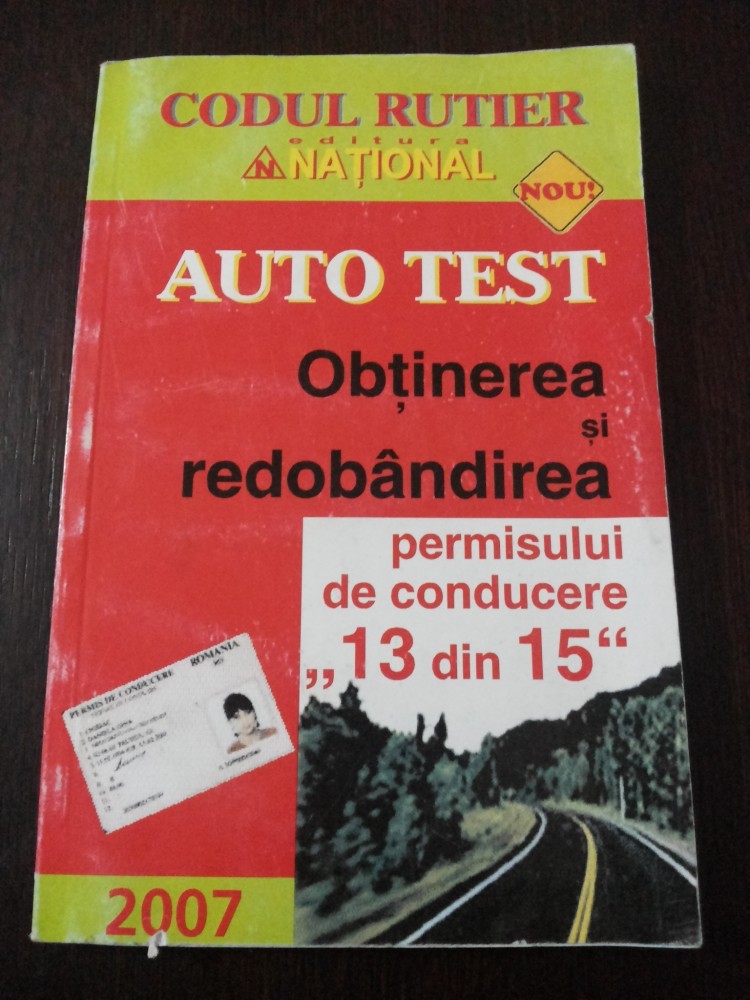 CODUL RUTIER
editura
N NAȚIONAL
NOU!
AUTO TEST
Obținerea
și
redobândirea
permisului
de conducere
„13 din 15“
PERMIS DE CONDUCERE ROMANIA
2007